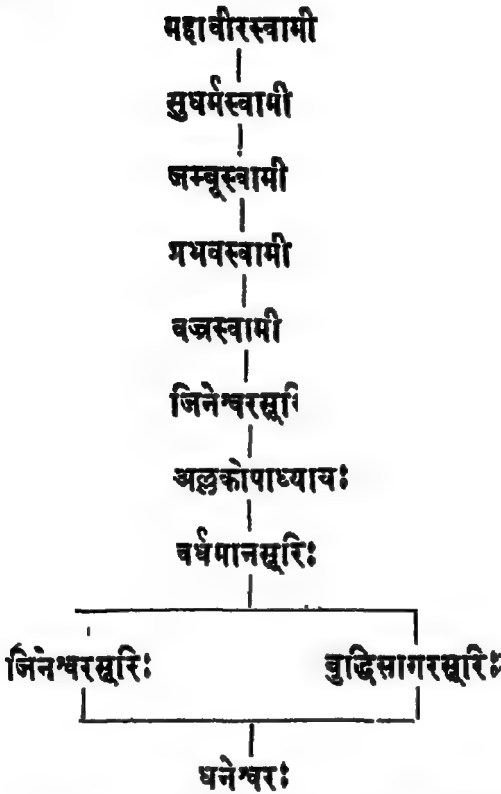 महावीरस्वामी
सुधर्मस्वामी
जम्बूस्वामी
प्रभवस्वामी
वज्रस्वामी
जिनेश्वरसूरि
अल्लकोपाध्यायः
वर्धमानसूरिः
जिनेश्वरसूरिः बुद्धिसागरसूरिः
धनेश्वरः